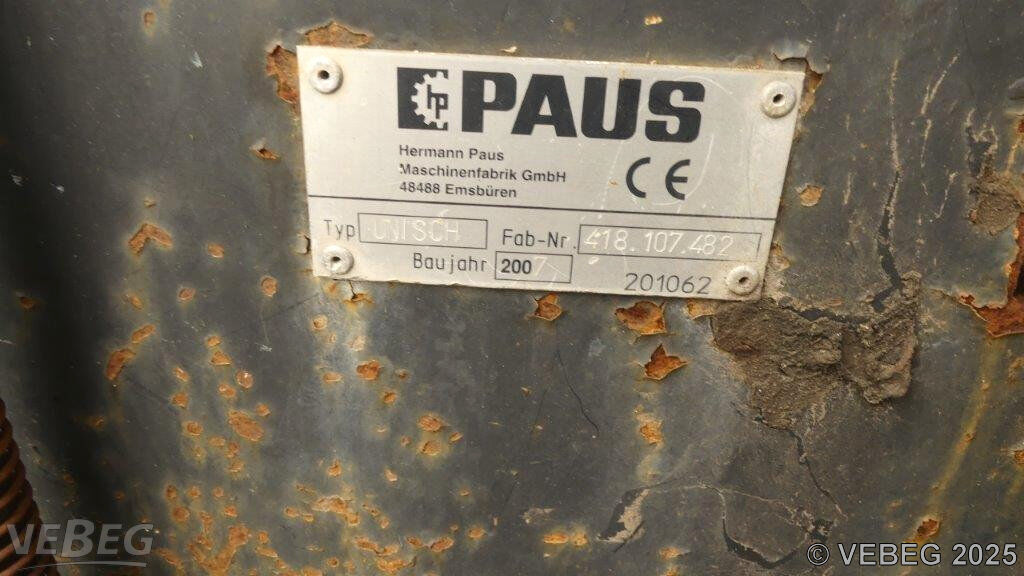 hp PAUS
Hermann Paus
Maschinenfabrik GmbH
48488 Emsbüren
CE
Typ UNISCH Fab-Nr. 418.107.482
Baujahr 2007
201062
VEBEG
© VEBEG 2025